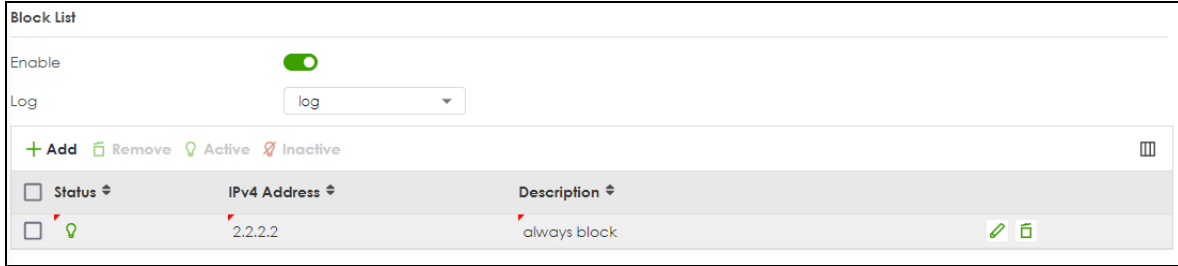 Block List
Enable
Log log
Add Remove Active Inactive
Status IPv4 Address Description
2.2.2.2 always block